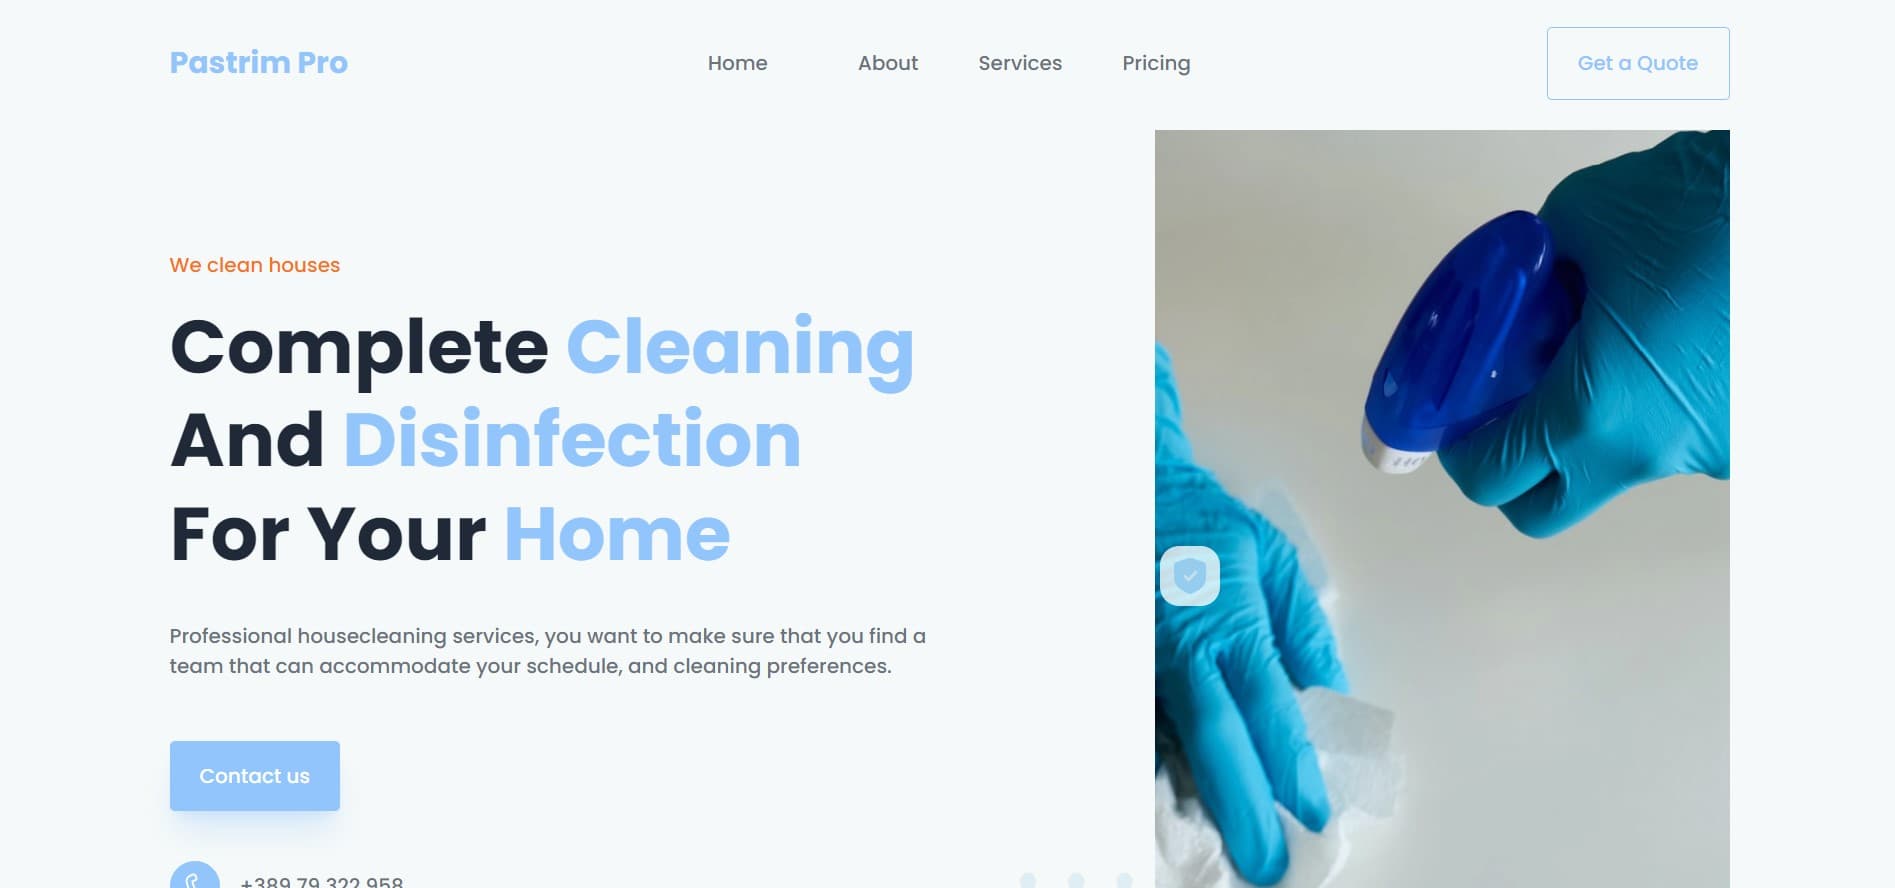 Pastrim Pro
Home
About
Services
Pricing
Get a Quote
We clean houses
Complete Cleaning
And Disinfection
For Your Home
Professional housecleaning services, you want to make sure that you find a
team that can accommodate your schedule, and cleaning preferences.
Contact us
+389 79 322 958